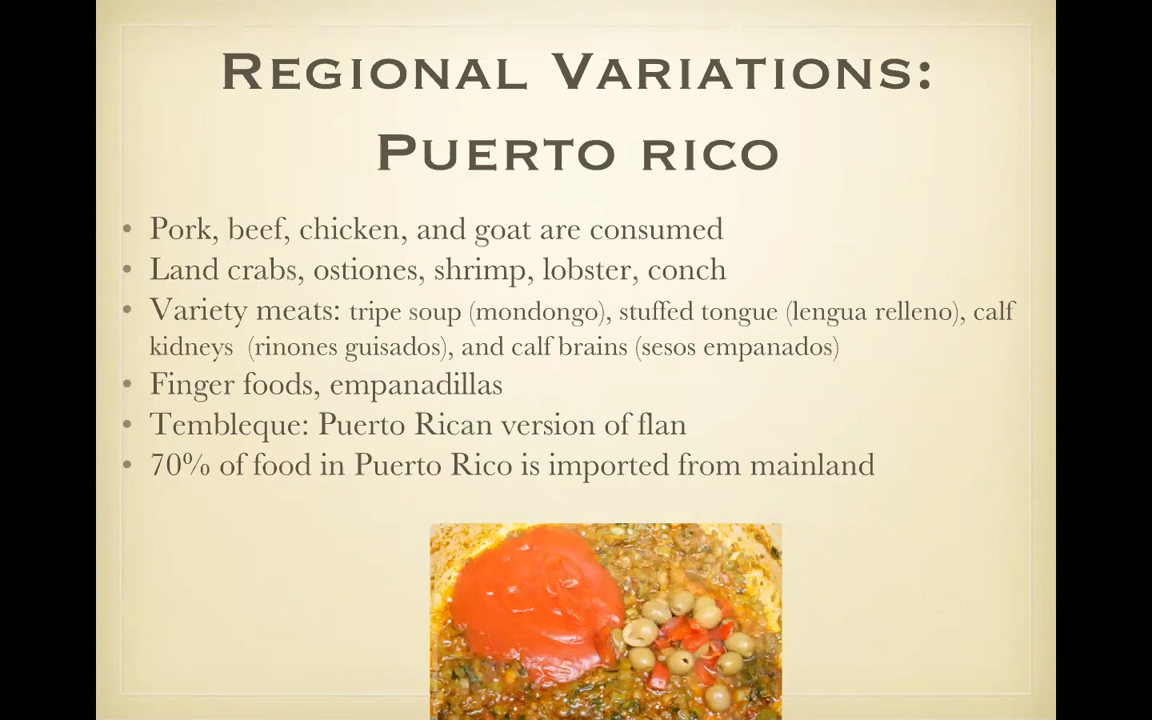 Regional Variations:
Puerto rico
• Pork, beef, chicken, and goat are consumed
• Land crabs, ostiones, shrimp, lobster, conch
• Variety meats: tripe soup (mondongo), stuffed tongue (lengua relleno), calf
kidneys (rinones guisados), and calf brains (sesos empanados)
• Finger foods, empanadillas
• Tembleque: Puerto Rican version of flan
• 70% of food in Puerto Rico is imported from mainland